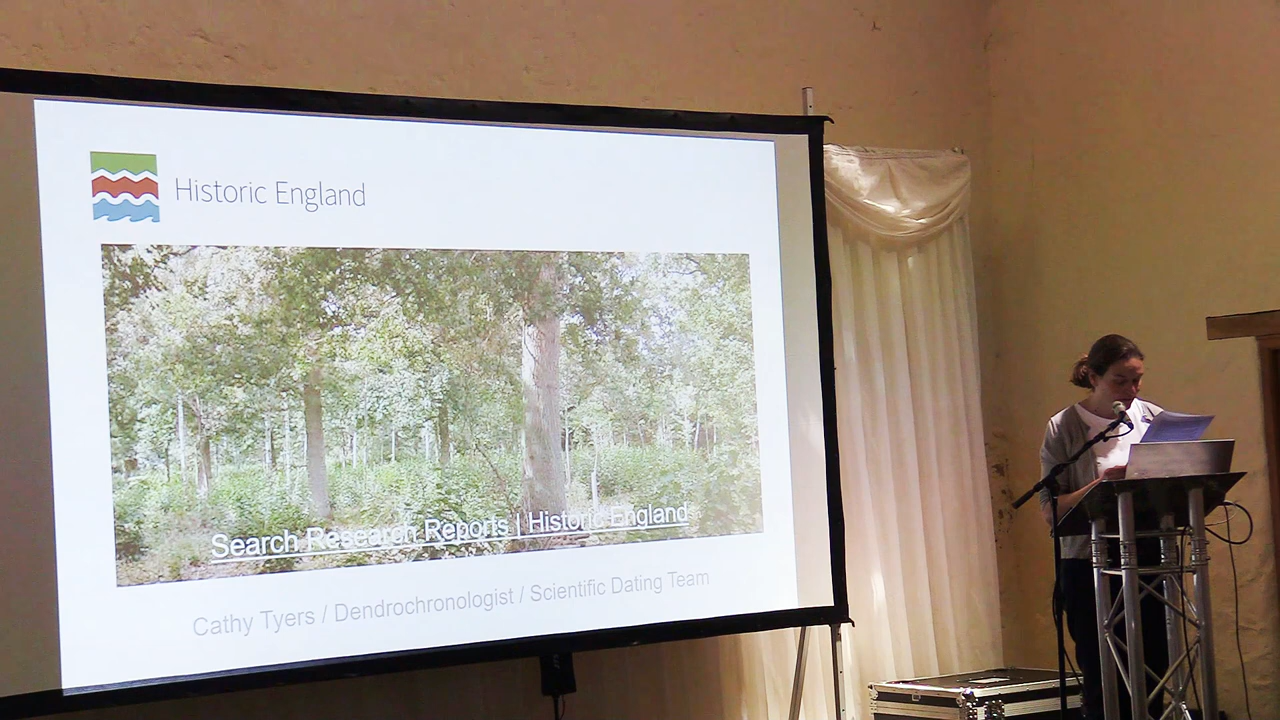 Historic England
Search Research Reports | Historic England
Cathy Tyers / Dendrochronologist / Scientific Dating Team